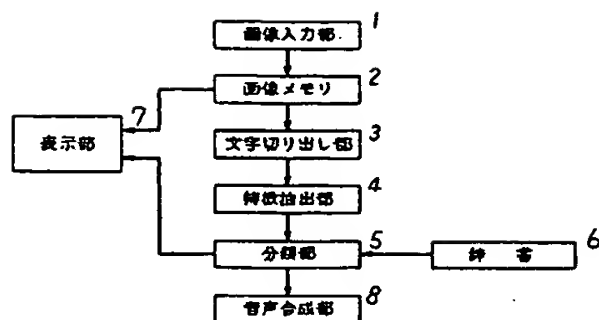 画像入力部 1
画像メモリ 2
7
表示部
文字切り出し部 3
特徴抽出部 4
分類部 5
辞書 6
音声合成部 8